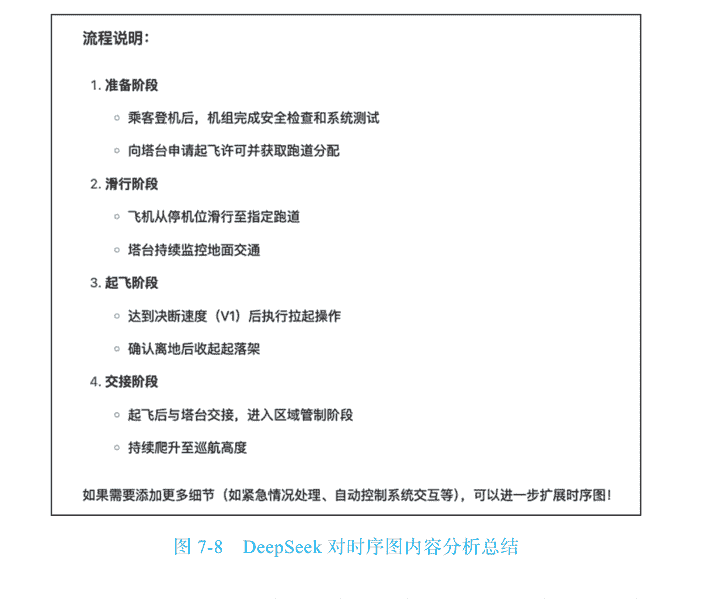 流程说明：
1. 准备阶段
○ 乘客登机后，机组完成安全检查和系统测试
○ 向塔台申请起飞许可并获取跑道分配
2. 滑行阶段
○ 飞机从停机位滑行至指定跑道
○ 塔台持续监控地面交通
3. 起飞阶段
○ 达到决断速度（V1）后执行拉起操作
○ 确认离地后收起起落架
4. 交接阶段
○ 起飞后与塔台交接，进入区域管制阶段
○ 持续爬升至巡航高度
如果需要添加更多细节（如紧急情况处理、自动控制系统交互等），可以进一步扩展时序图！
图 7-8 DeepSeek 对时序图内容分析总结